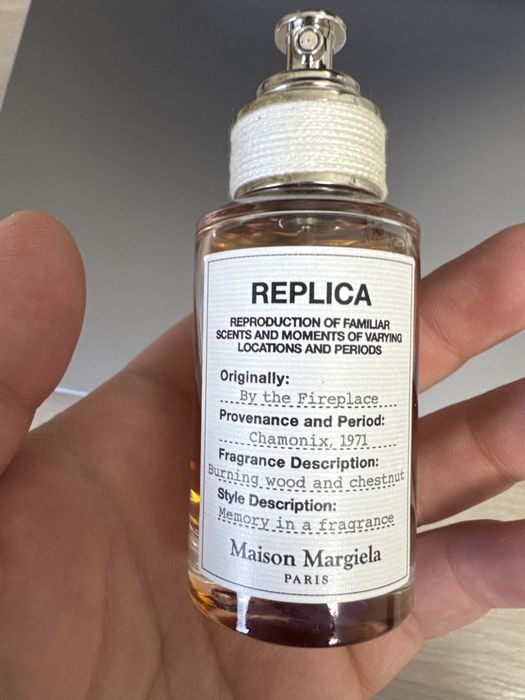 REPLICA
REPRODUCTION OF FAMILIAR
SCENTS AND MOMENTS OF VARYING
LOCATIONS AND PERIODS
Originally:
By the Fireplace
Provenance and Period:
Chamonix, 1971
Fragrance Description:
Burning wood and chestnut
Style Description:
Memory in a fragrance
Maison Margiela
PARIS